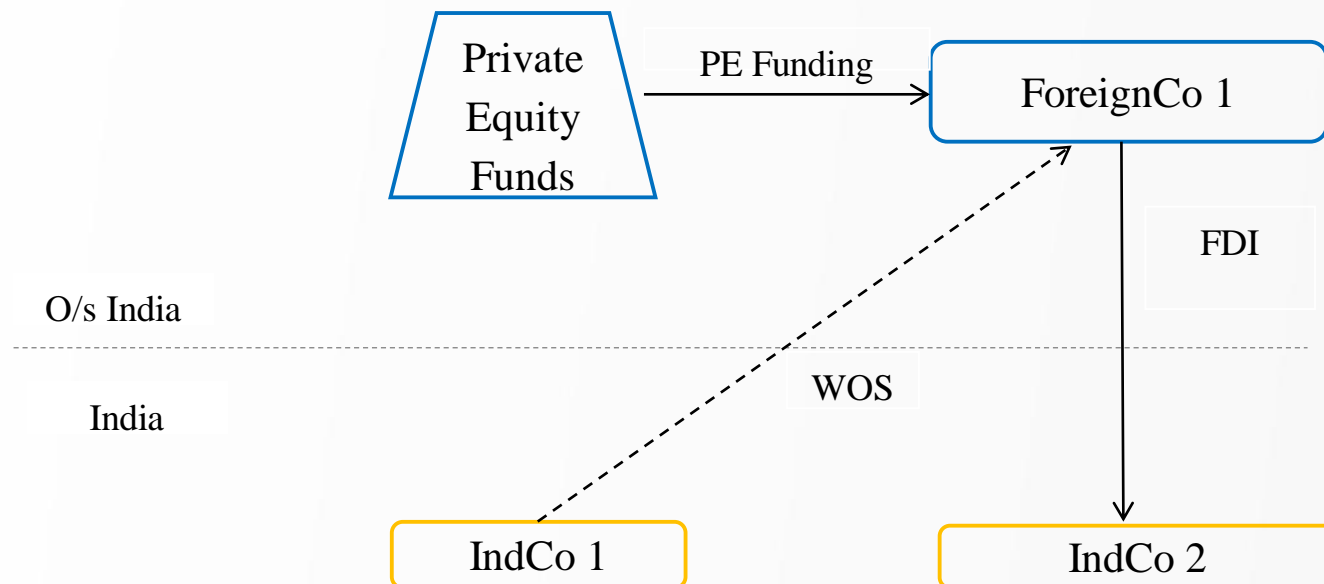 Private
Equity
Funds
PE Funding
ForeignCo 1
FDI
O/s India
WOS
India
IndCo 1
IndCo 2